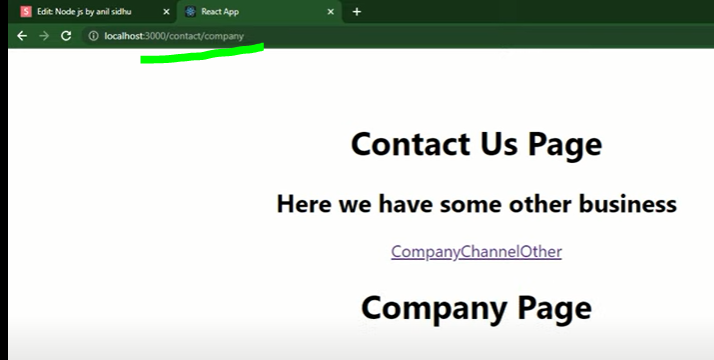 Edit: Node js by anil sidhu
React App
localhost:3000/contact/company
Contact Us Page
Here we have some other business
CompanyChannelOther
Company Page